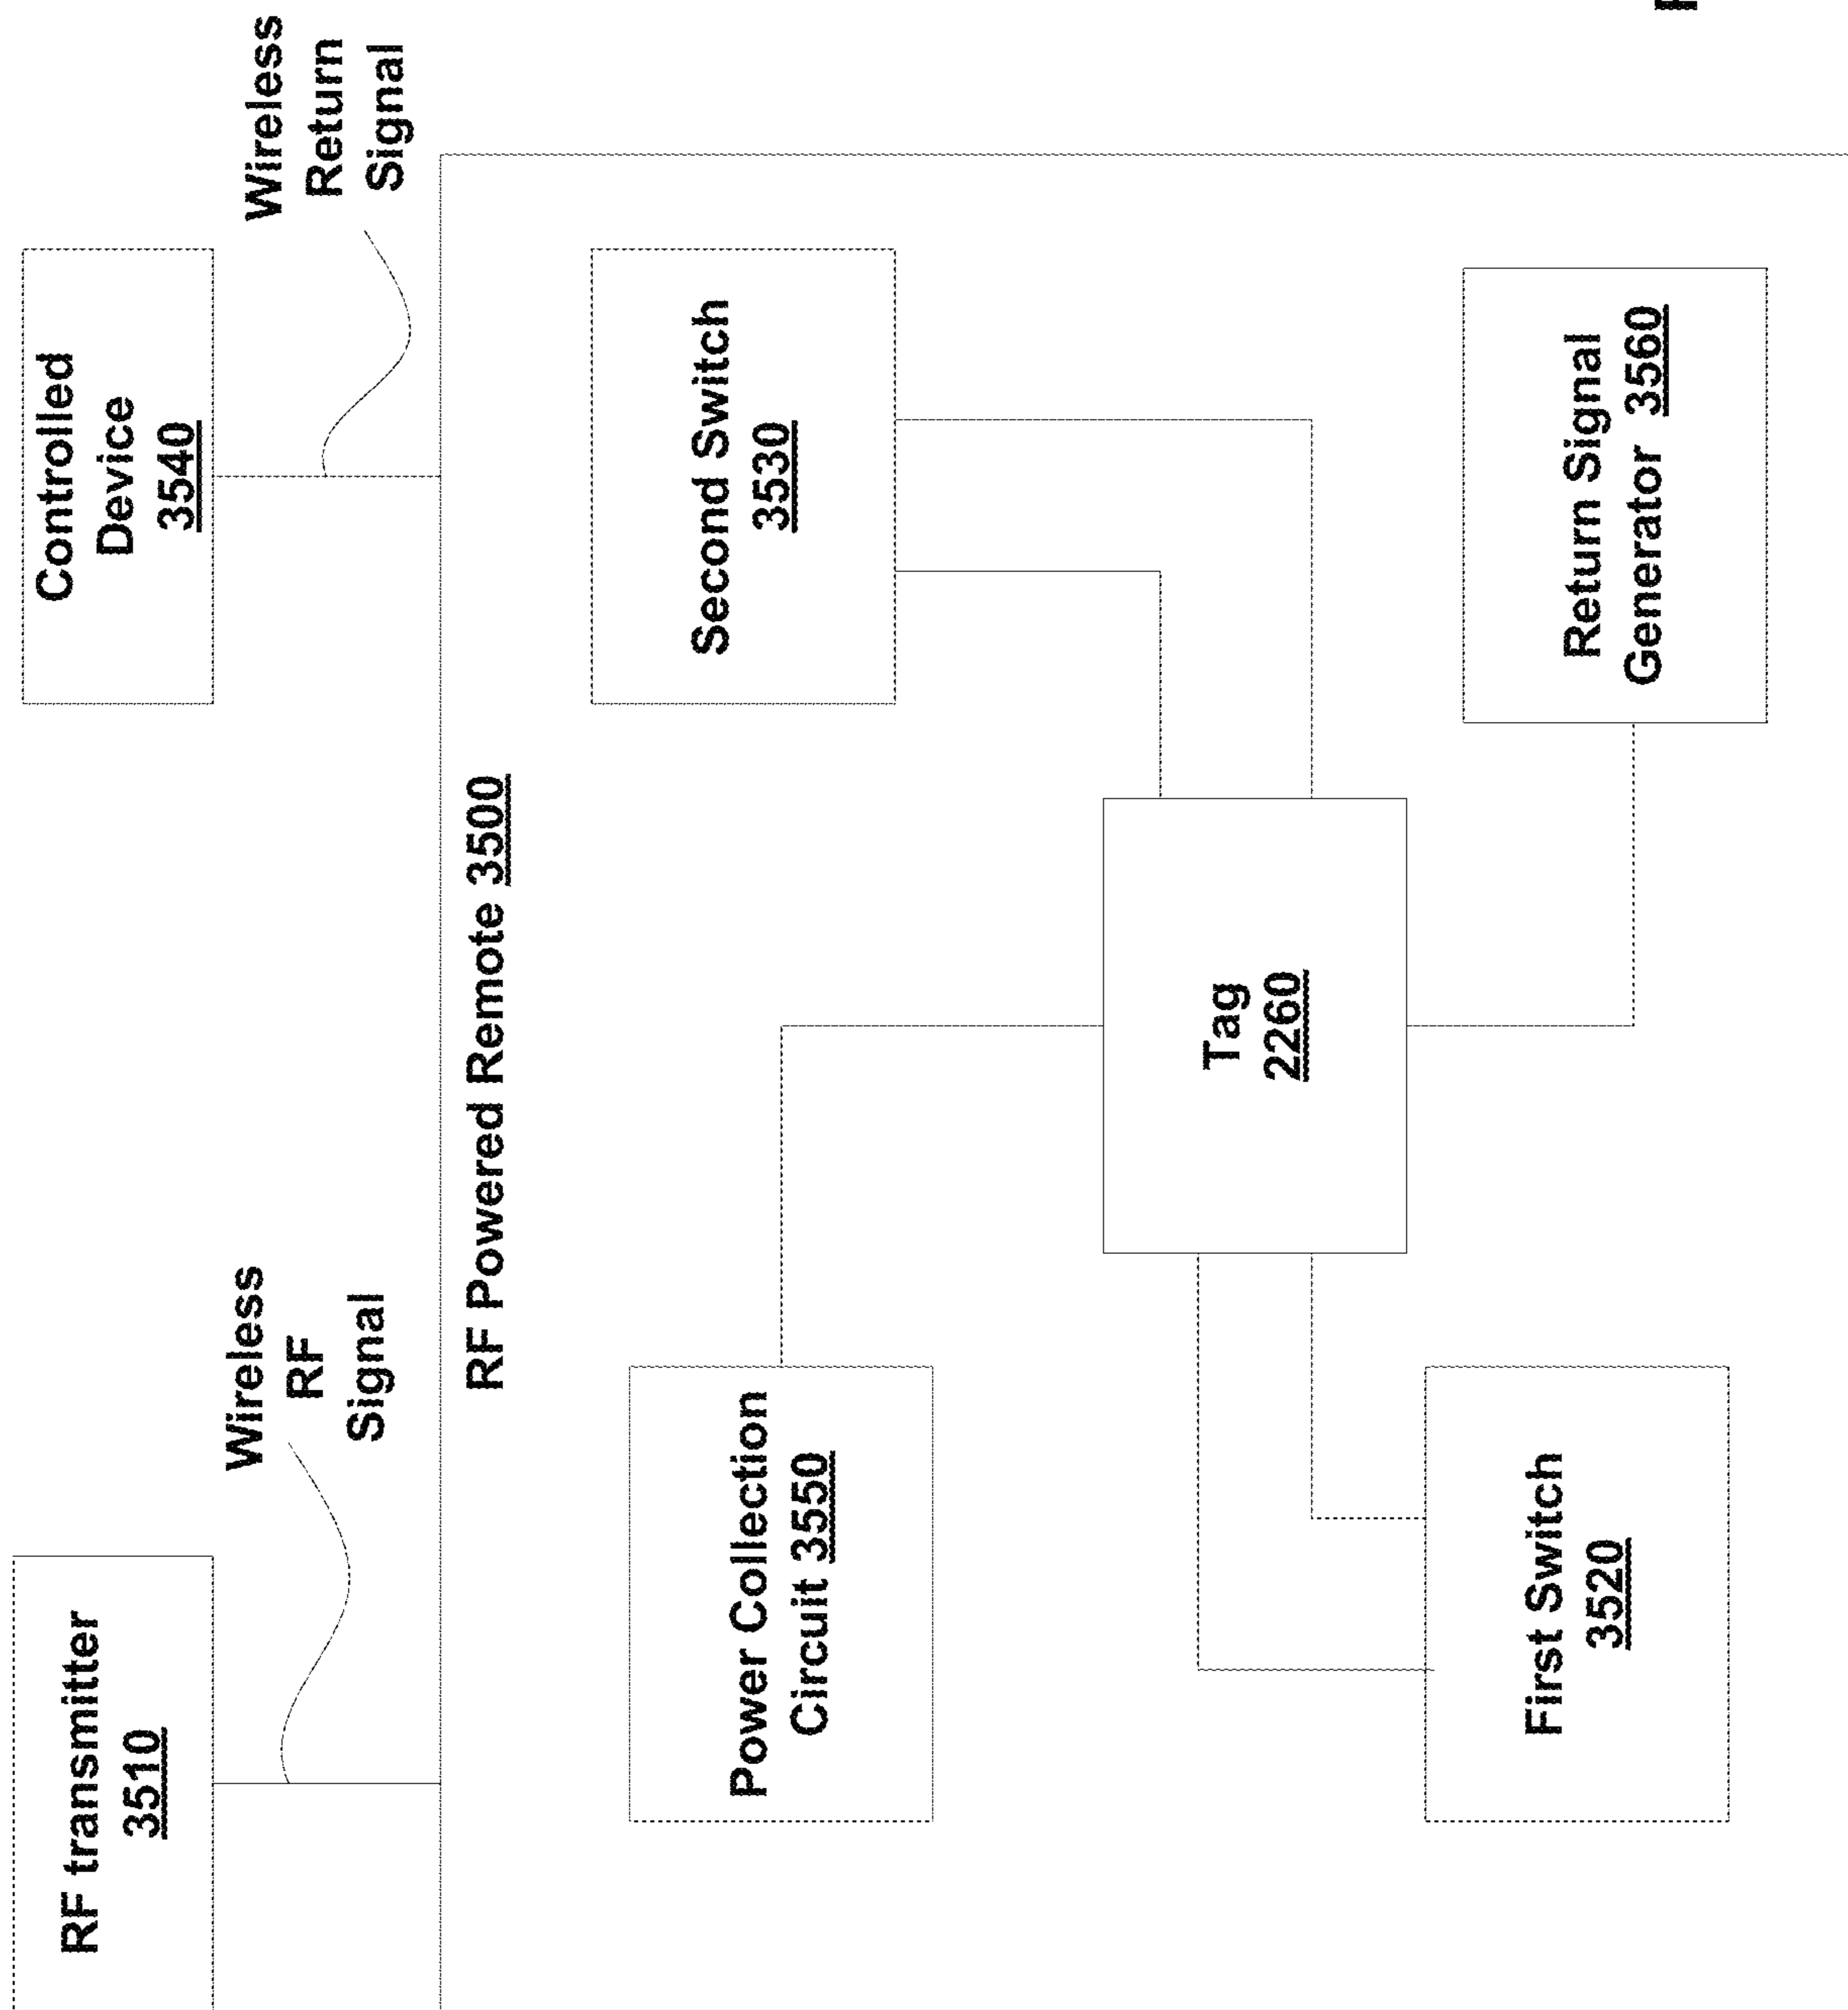 RF transmitter
3510
Wireless
RF
Signal
Controlled
Device
3540
Wireless
Return
Signal
RF Powered Remote 3500
Power Collection
Circuit 3550
Second Switch
3530
Tag
2260
First Switch
3520
Return Signal
Generator 3560